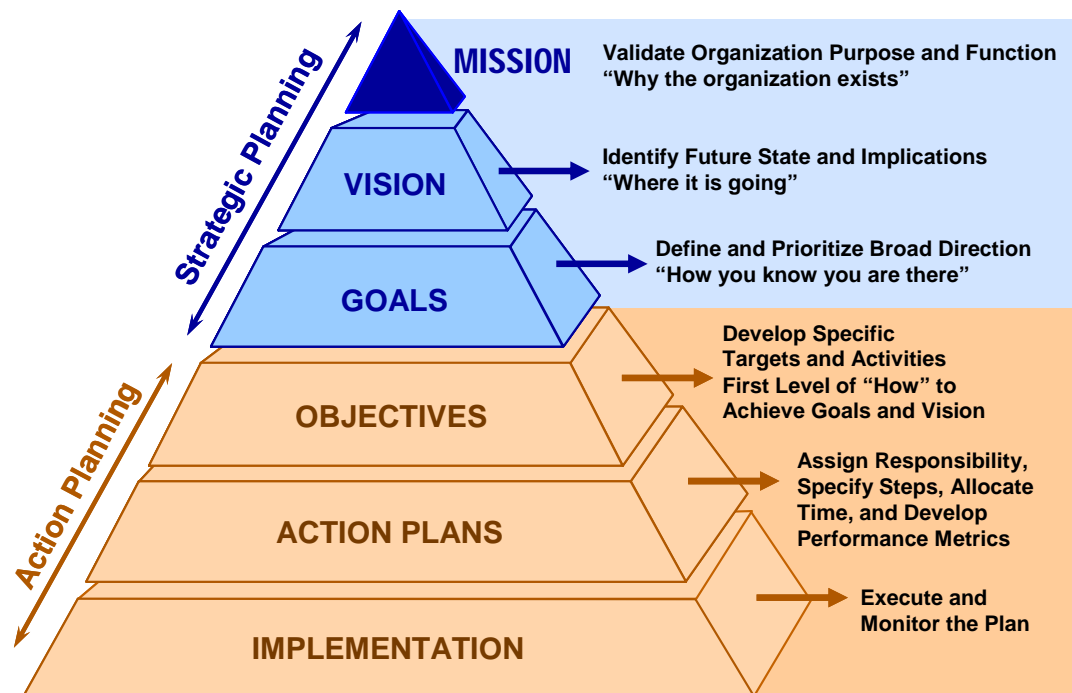 Strategic Planning
MISSION
Validate Organization Purpose and Function
“Why the organization exists”
VISION
Identify Future State and Implications
“Where it is going”
GOALS
Define and Prioritize Broad Direction
“How you know you are there”
Action Planning
OBJECTIVES
Develop Specific
Targets and Activities
First Level of “How” to
Achieve Goals and Vision
ACTION PLANS
Assign Responsibility,
Specify Steps, Allocate
Time, and Develop
Performance Metrics
IMPLEMENTATION
Execute and
Monitor the Plan